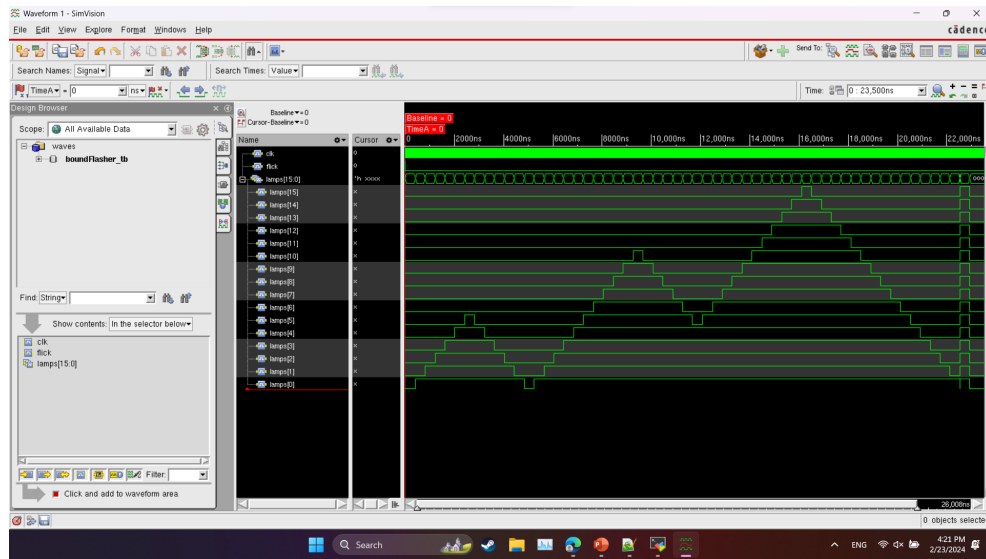 Waveform 1 - SimVision
File Edit View Explore Format Windows Help
cādence
Send To:
Search Names: Signal
Search Times: Value
TimeA = 0 ns
Time: 0 : 23,500ns
Design Browser
Scope: All Available Data
waves
boundFlasher_tb
Find: String
Show contents: In the selector below
clk
flick
lamps[15:0]
Filter:
Click and add to waveform area
Baseline = 0
Cursor-Baseline = 0
Name Cursor
clk 0
flick 0
lamps[15:0] 'h xxxx
lamps[15] x
lamps[14] x
lamps[13] x
lamps[12] x
lamps[11] x
lamps[10] x
lamps[9] x
lamps[8] x
lamps[7] x
lamps[6] x
lamps[5] x
lamps[4] x
lamps[3] x
lamps[2] x
lamps[1] x
lamps[0] x
Baseline = 0
TimeA = 0
0 2000ns 4000ns 6000ns 8000ns 10,000ns 12,000ns 14,000ns 16,000ns 18,000ns 20,000ns 22,000ns
26,008ns
0 objects selecte
Search
ENG
4:21 PM
2/23/2024